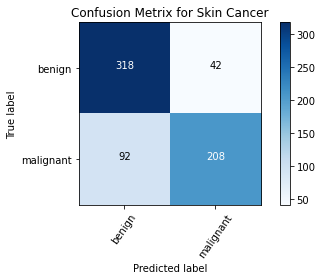 Confusion Metrix for Skin Cancer
True label
benign
malignant
318
42
92
208
benign
malignant
Predicted label
300
250
200
150
100
50